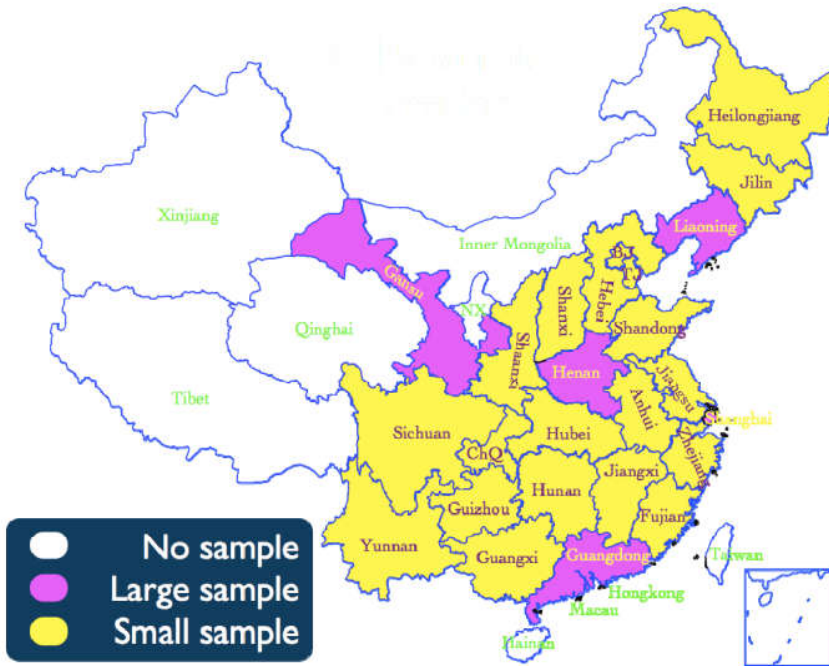 Heilongjiang
Jilin
Liaoning
Xinjiang
Inner Mongolia
BJ
TJ
Gansu
Hebei
NX
Shanxi
Shandong
Qinghai
Shaanxi
Henan
Jiangsu
Tibet
Anhui
Shanghai
Sichuan
Hubei
Zhejiang
ChQ
Jiangxi
Hunan
Guizhou
Fujian
Yunnan
Guangxi
Guangdong
Taiwan
Hongkong
Macau
Hainan
No sample
Large sample
Small sample